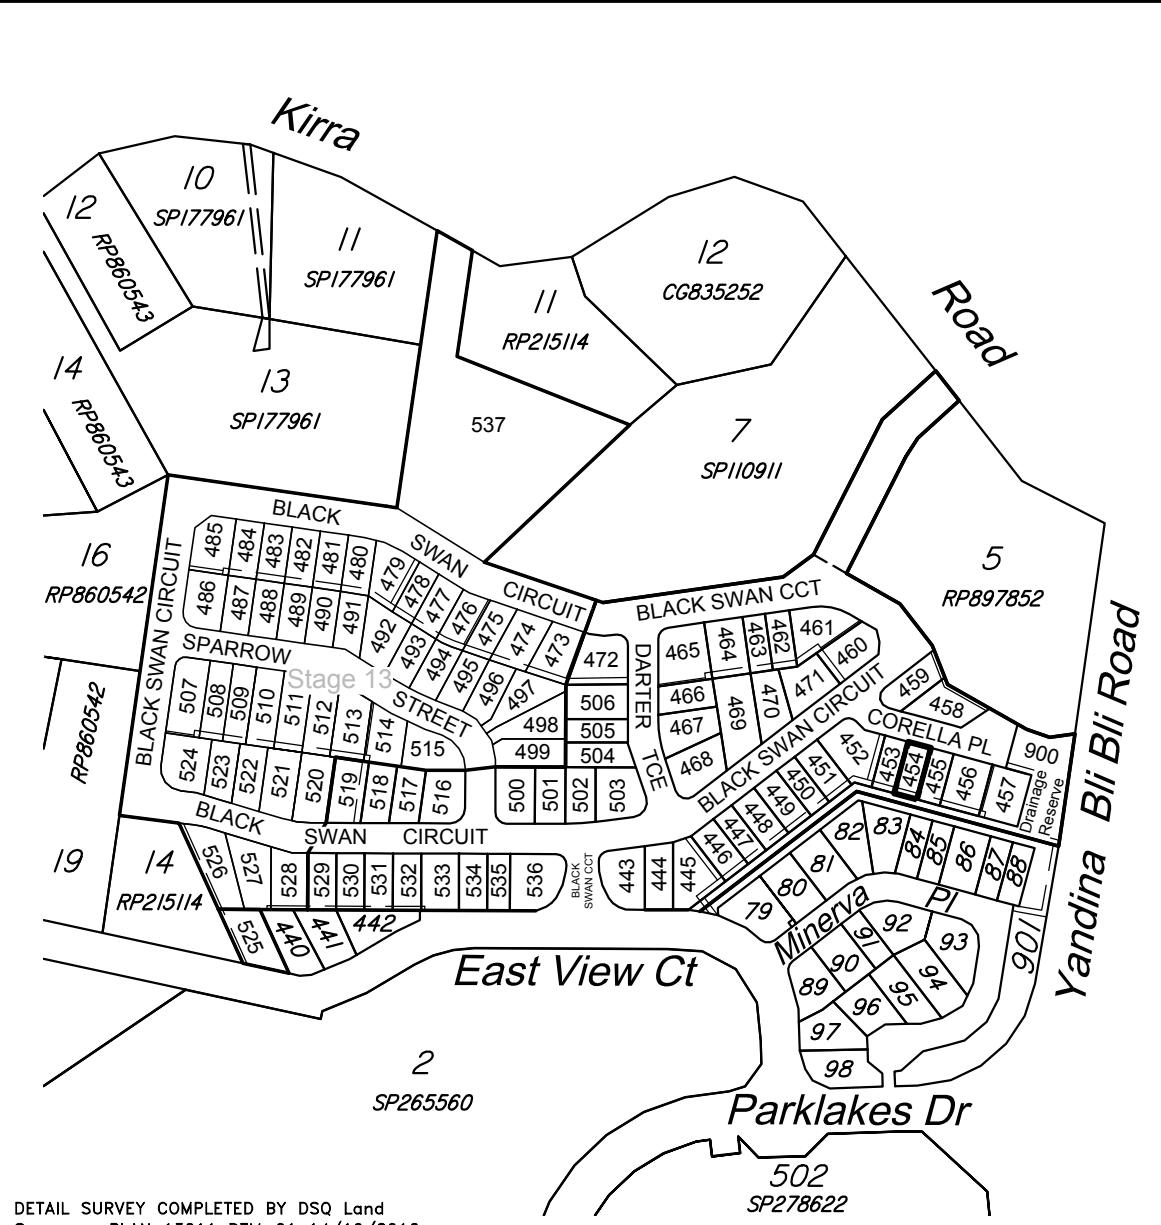 Kirra
10
SP177961
12
RP860543
11
SP177961
12
CG835252
11
RP215114
Road
14
RP860543
13
SP177961
537
7
SP110911
BLACK SWAN CIRCUIT
16
RP860542
5
RP897852
BLACK SWAN CCT
485 484 483 482 481 480 479 478 477 476 475 474 473
486 487 488 489 490 491 492 493 494 495 496 497
BLACK SWAN CIRCUIT
SPARROW STREET
Stage 13
472
DARTER TCE
465 464 463 462 461 460
466 467 468 469 470 471
459
458
BLACK SWAN CIRCUIT
CORELLA PL
506
505
504
498
499
507 508 509 510 511 512 513 514 515
524 523 522 521 520 519 518 517 516
500 501 502 503
452 453 454 455 456 457
900
Drainage
Reserve
446 447 448 449 450 451
RP860542
BLACK SWAN CIRCUIT
19
14
RP215114
526 527 528 529 530 531 532 533 534 535 536
BLACK
SWAN CCT
443 444 445
525 440 441 442
79 80 81 82 83 84 85 86 87 88
Minerva Pl
89 90 91 92 93 94 95 96 97 98
901
Yandina Bli Bli Road
East View Ct
2
SP265560
Parklakes Dr
502
SP278622
DETAIL SURVEY COMPLETED BY DSQ Land